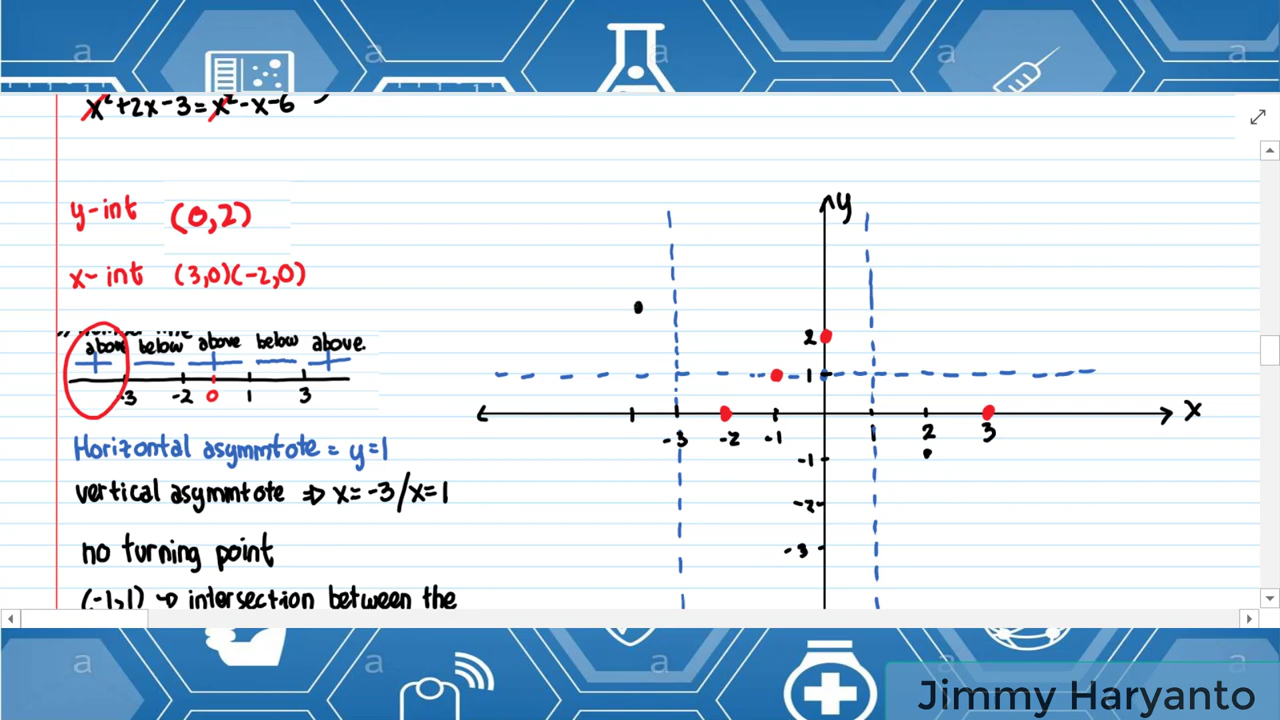 x²+2x-3=x²-x-6
y-int (0,2)
x-int (3,0)(-2,0)
number line
above below above below above.
+ — + — +
-3 -2 0 1 3
Horizontal asymmtote = y=1
vertical asymmtote => x=-3/x=1
no turning point
(-1,1) → intersection between the
y
2
1
x
-3 -2 -1 1 2 3
-1
-2
-3
a a a a
a a a a
Jimmy Haryanto